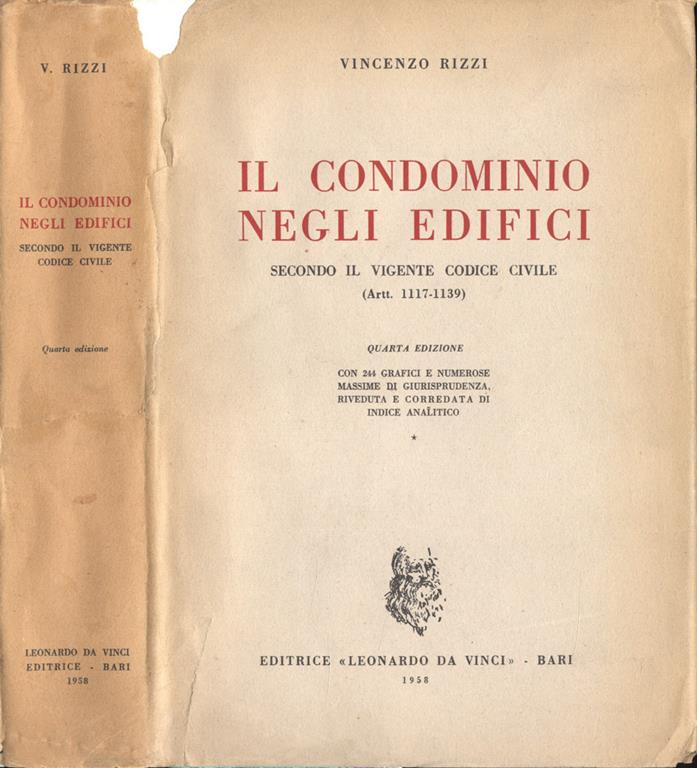 V. RIZZI
IL CONDOMINIO
NEGLI EDIFICI
SECONDO IL VIGENTE
CODICE CIVILE
Quarta edizione
LEONARDO DA VINCI
EDITRICE - BARI
1958
VINCENZO RIZZI
IL CONDOMINIO
NEGLI EDIFICI
SECONDO IL VIGENTE CODICE CIVILE
(Artt. 1117-1139)
QUARTA EDIZIONE
CON 244 GRAFICI E NUMEROSE
MASSIME DI GIURISPRUDENZA,
RIVEDUTA E CORREDATA DI
INDICE ANALITICO
*
EDITRICE «LEONARDO DA VINCI» - BARI
1958